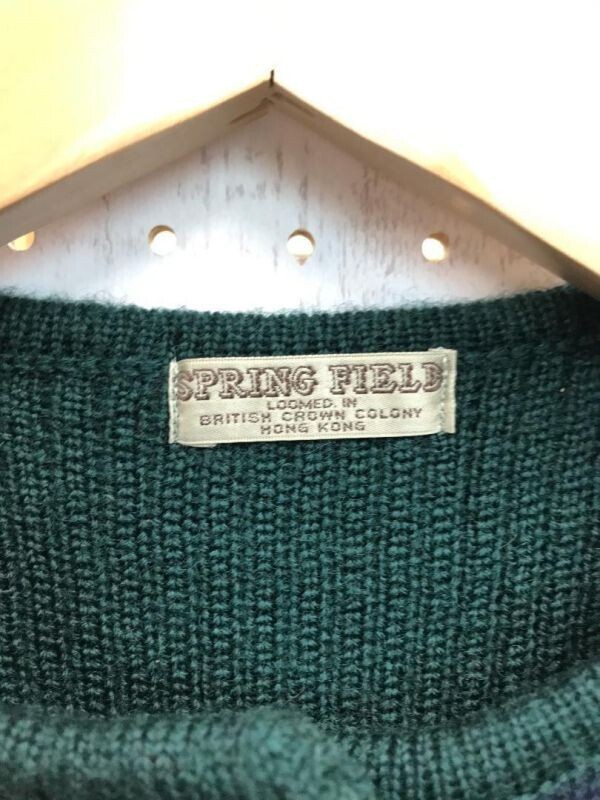 SPRING FIELD
LOOMED IN
BRITISH CROWN COLONY
HONG KONG